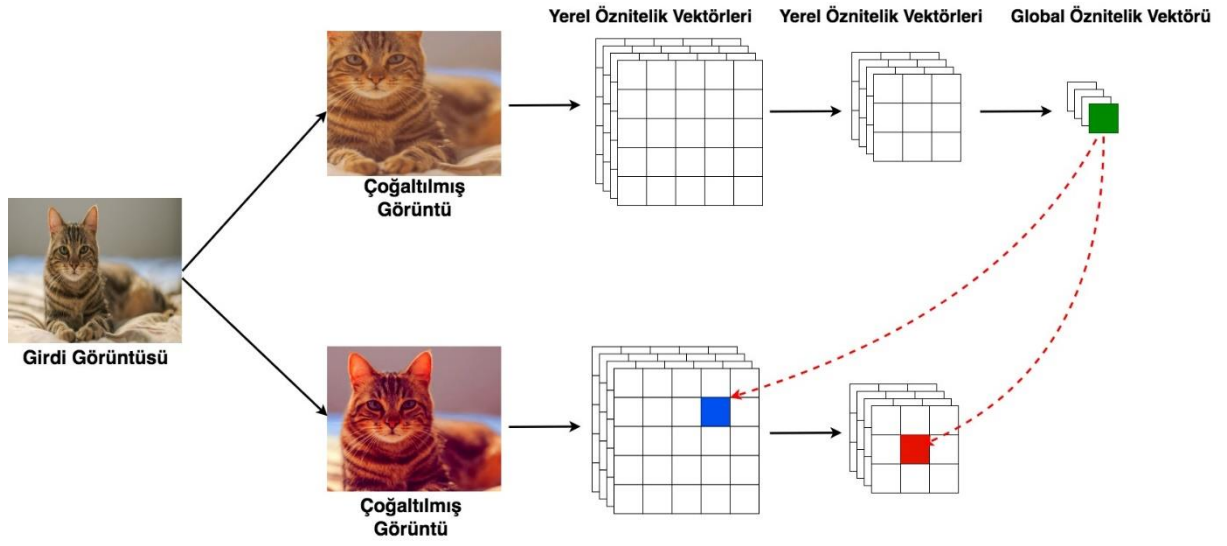 Yerel Öznitelik Vektörleri
Yerel Öznitelik Vektörleri
Global Öznitelik Vektörü
Çoğaltılmış
Görüntü
Girdi Görüntüsü
Çoğaltılmış
Görüntü